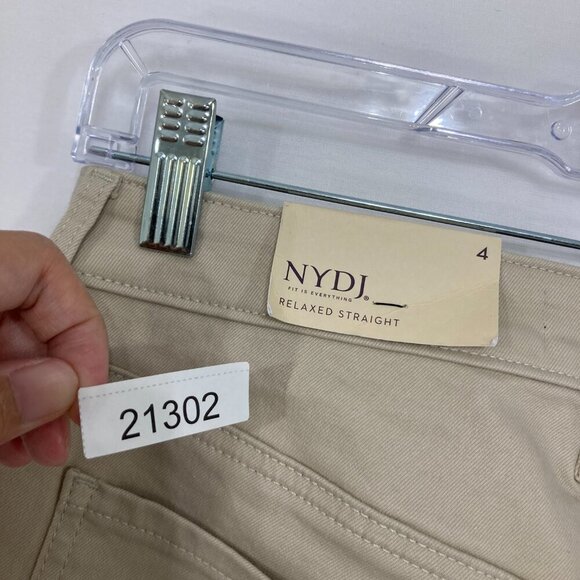 4
NYDJ®
FIT IS EVERYTHING
RELAXED STRAIGHT
21302